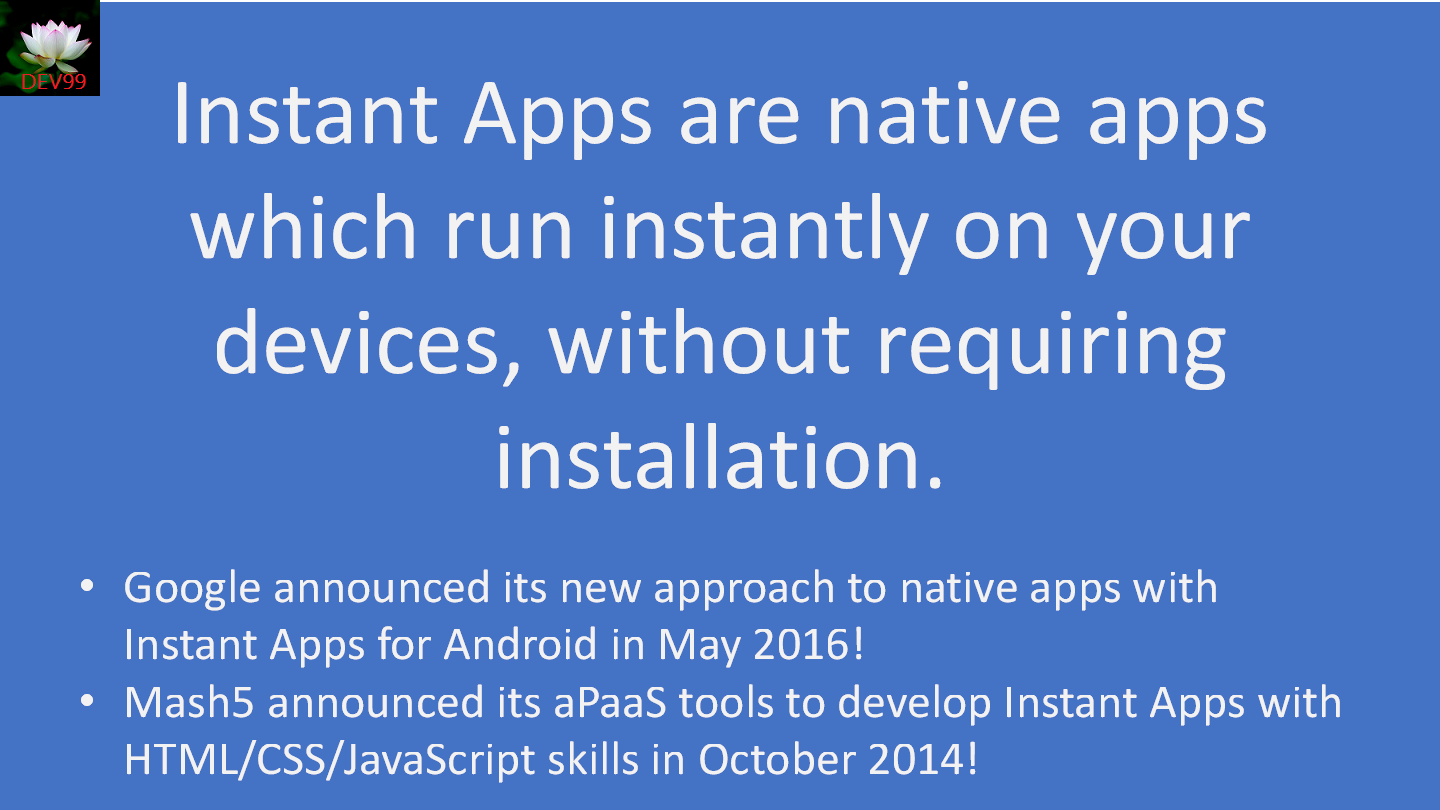 DEV99
Instant Apps are native apps
which run instantly on your
devices, without requiring
installation.
• Google announced its new approach to native apps with
Instant Apps for Android in May 2016!
• Mash5 announced its aPaaS tools to develop Instant Apps with
HTML/CSS/JavaScript skills in October 2014!